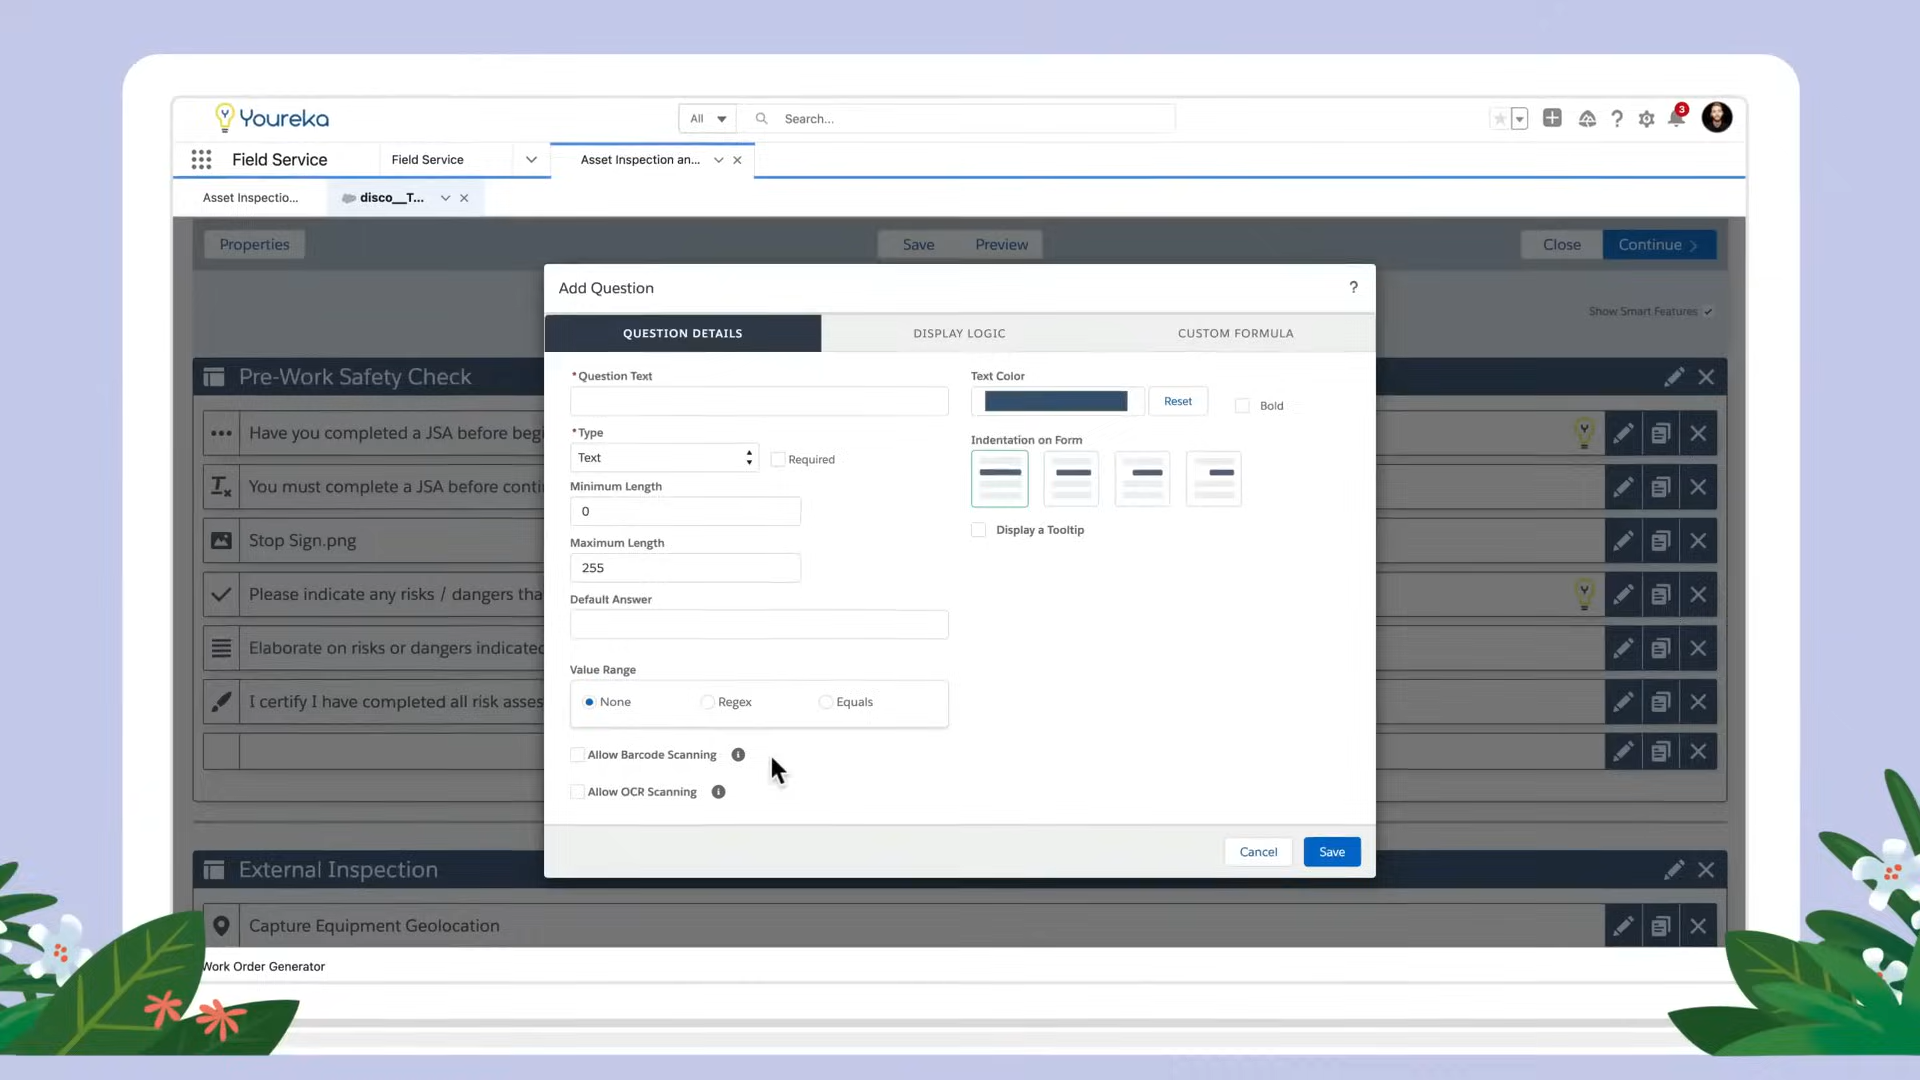 Youreka
All
Search...
3
Field Service
Field Service
Asset Inspection an...
Asset Inspectio...
disco__T...
Properties
Save
Preview
Close
Continue
Show Smart Features
Add Question
?
QUESTION DETAILS
DISPLAY LOGIC
CUSTOM FORMULA
Pre-Work Safety Check
Have you completed a JSA before begi
You must complete a JSA before conti
Stop Sign.png
Please indicate any risks / dangers tha
Elaborate on risks or dangers indicated
I certify I have completed all risk asses
*Question Text
*Type
Text
Required
Minimum Length
0
Maximum Length
255
Default Answer
Value Range
None
Regex
Equals
Allow Barcode Scanning
Allow OCR Scanning
Text Color
Reset
Bold
Indentation on Form
Display a Tooltip
Cancel
Save
External Inspection
Capture Equipment Geolocation
Work Order Generator